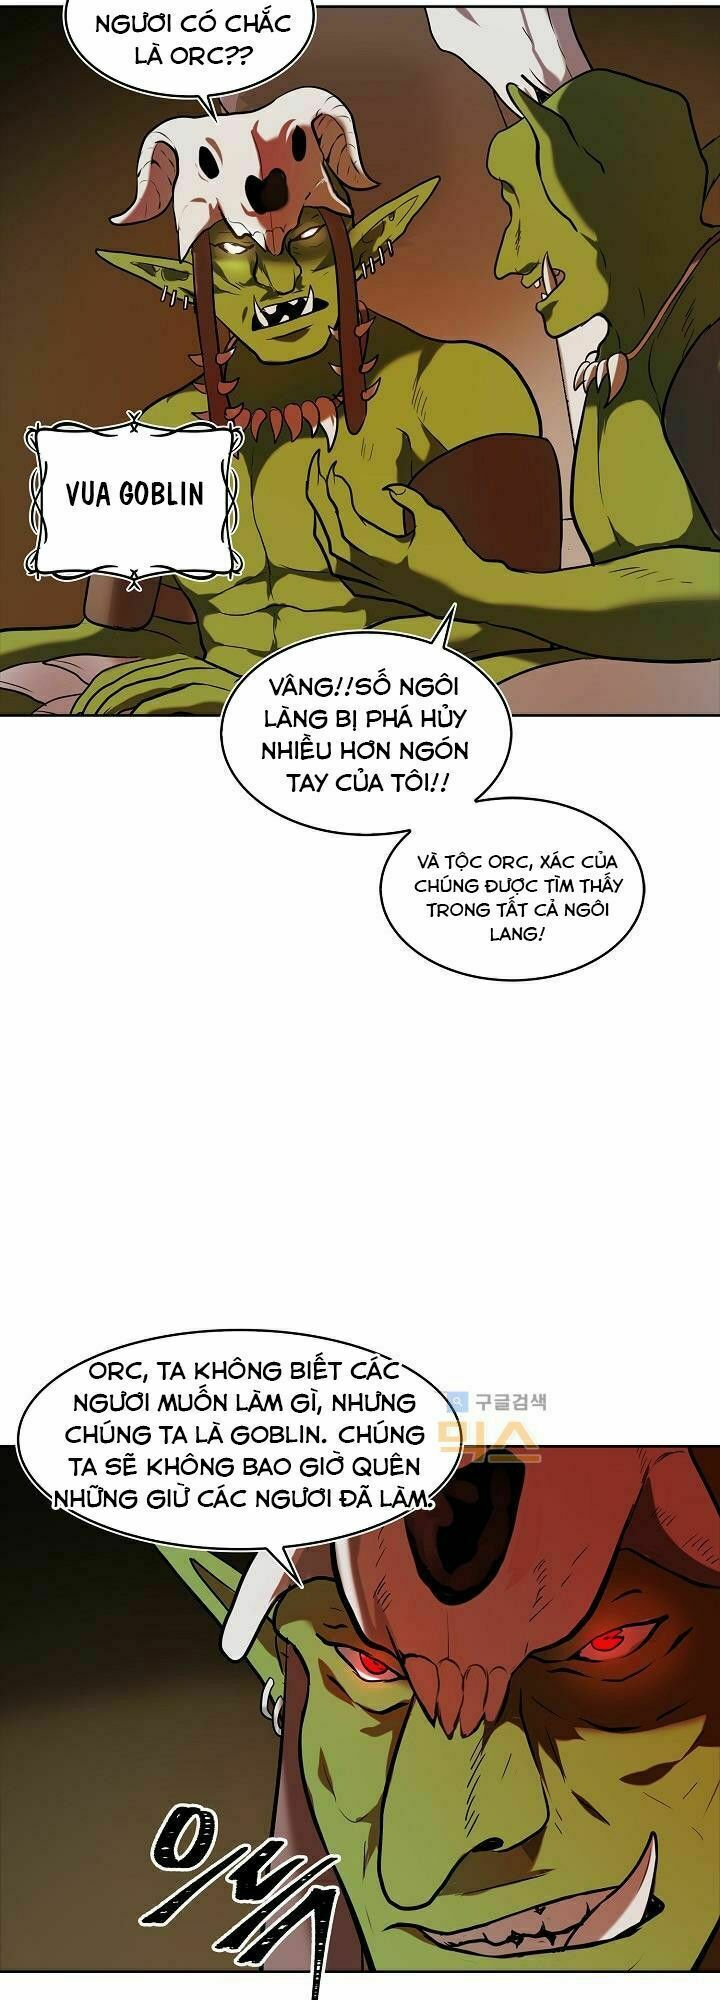 NGƯƠI CÓ CHẮC
LÀ ORC??
VUA GOBLIN
VÂNG!!SỐ NGÔI
LÀNG BỊ PHÁ HỦY
NHIỀU HƠN NGÓN
TAY CỦA TÔI!!
VÀ TỘC ORC, XÁC CỦA
CHÚNG ĐƯỢC TÌM THẤY
TRONG TẤT CẢ NGÔI
LANG!
ORC, TA KHÔNG BIẾT CÁC
NGƯƠI MUỐN LÀM GÌ, NHƯNG
CHÚNG TA LÀ GOBLIN. CHÚNG
TA SẼ KHÔNG BAO GIỜ QUÊN
NHỮNG GIỪ CÁC NGƯƠI ĐÃ LÀM.
구글검색
믹스